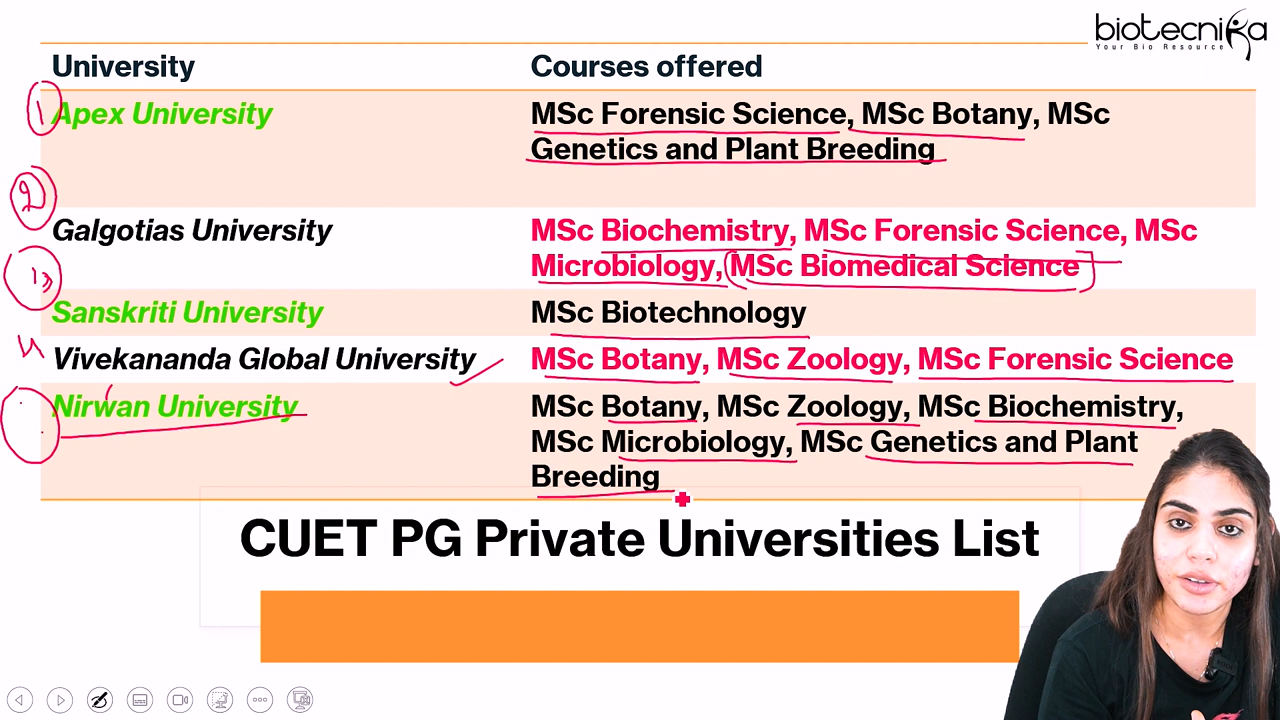 biotecnika
Your Bio Resource
University Courses offered
1 Apex University MSc Forensic Science, MSc Botany, MSc
Genetics and Plant Breeding
2
Galgotias University MSc Biochemistry, MSc Forensic Science, MSc
Microbiology, MSc Biomedical Science
Sanskriti University MSc Biotechnology
Vivekananda Global University MSc Botany, MSc Zoology, MSc Forensic Science
Nirwan University MSc Botany, MSc Zoology, MSc Biochemistry,
MSc Microbiology, MSc Genetics and Plant
Breeding
CUET PG Private Universities List